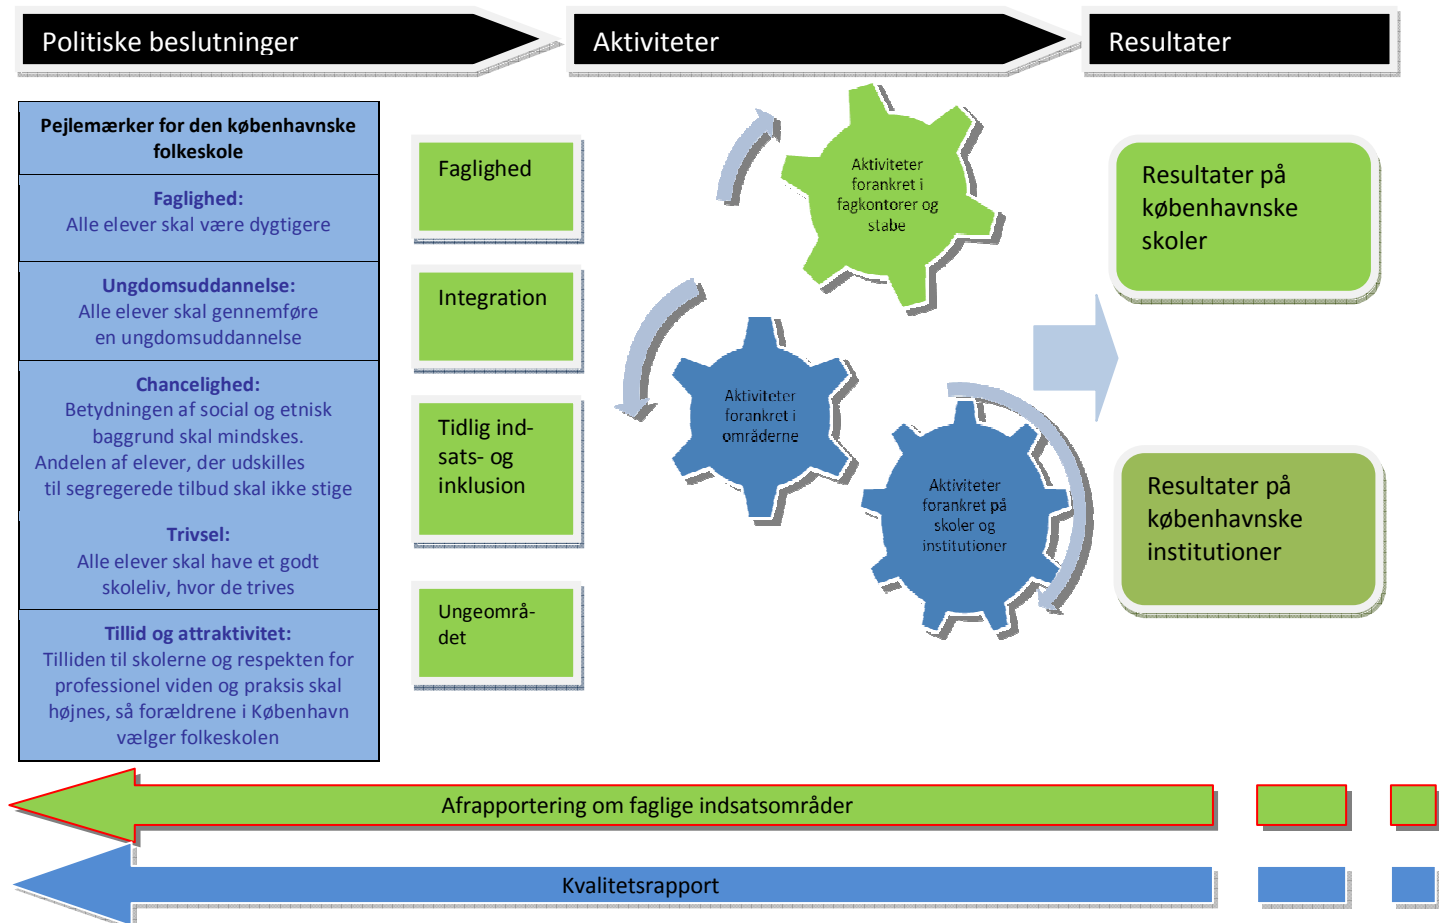 Politiske beslutninger
Aktiviteter
Resultater
Pejlemærker for den københavnske
folkeskole
Faglighed:
Alle elever skal være dygtigere
Ungdomsuddannelse:
Alle elever skal gennemføre
en ungdomsuddannelse
Chancelighed:
Betydningen af social og etnisk
baggrund skal mindskes.
Andelen af elever, der udskilles
til segregerede tilbud skal ikke stige
Trivsel:
Alle elever skal have et godt
skoleliv, hvor de trives
Tillid og attraktivitet:
Tilliden til skolerne og respekten for
professionel viden og praksis skal
højnes, så forældrene i København
vælger folkeskolen
Faglighed
Integration
Tidlig ind-
sats- og
inklusion
Ungeområ-
det
Aktiviteter
forankret i
fagkontorer og
stabe
Aktiviteter
forankret i
områderne
Aktiviteter
forankret på
skoler og
institutioner
Resultater på
københavnske
skoler
Resultater på
københavnske
institutioner
Afrapportering om faglige indsatsområder
Kvalitetsrapport